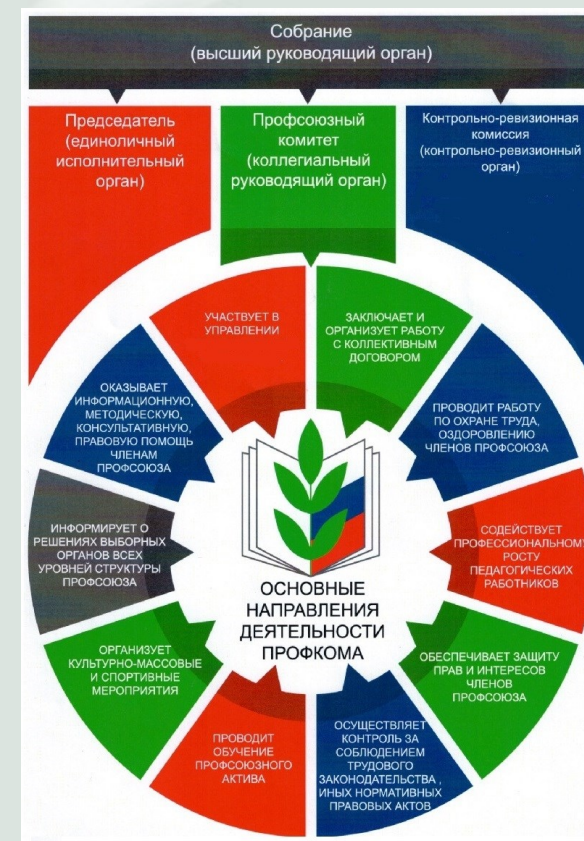 Собрание
(высший руководящий орган)
Председатель
(единоличный
исполнительный
орган)
Профсоюзный
комитет
(коллегиальный
руководящий орган)
Контрольно-ревизионная
комиссия
(контрольно-ревизионный
орган)
УЧАСТВУЕТ В
УПРАВЛЕНИИ
ЗАКЛЮЧАЕТ И
ОРГАНИЗУЕТ РАБОТУ
С КОЛЛЕКТИВНЫМ
ДОГОВОРОМ
ПРОВОДИТ РАБОТУ
ПО ОХРАНЕ ТРУДА,
ОЗДОРОВЛЕНИЮ
ЧЛЕНОВ ПРОФСОЮЗА
СОДЕЙСТВУЕТ
ПРОФЕССИОНАЛЬНОМУ
РОСТУ
ПЕДАГОГИЧЕСКИХ
РАБОТНИКОВ
ОБЕСПЕЧИВАЕТ ЗАЩИТУ
ПРАВ И ИНТЕРЕСОВ
ЧЛЕНОВ
ПРОФСОЮЗА
ОСУЩЕСТВЛЯЕТ
КОНТРОЛЬ ЗА
СОБЛЮДЕНИЕМ
ТРУДОВОГО
ЗАКОНОДАТЕЛЬСТВА ,
ИНЫХ НОРМАТИВНЫХ
ПРАВОВЫХ АКТОВ
ПРОВОДИТ
ОБУЧЕНИЕ
ПРОФСОЮЗНОГО
АКТИВА
ОРГАНИЗУЕТ
КУЛЬТУРНО-МАССОВЫЕ
И СПОРТИВНЫЕ
МЕРОПРИЯТИЯ
ИНФОРМИРУЕТ О
РЕШЕНИЯХ ВЫБОРНЫХ
ОРГАНОВ ВСЕХ
УРОВНЕЙ СТРУКТУРЫ
ПРОФСОЮЗА
ОКАЗЫВАЕТ
ИНФОРМАЦИОННУЮ,
МЕТОДИЧЕСКУЮ,
КОНСУЛЬТАТИВНУЮ,
ПРАВОВУЮ ПОМОЩЬ
ЧЛЕНАМ
ПРОФСОЮЗА
ОСНОВНЫЕ
НАПРАВЛЕНИЯ
ДЕЯТЕЛЬНОСТИ
ПРОФКОМА